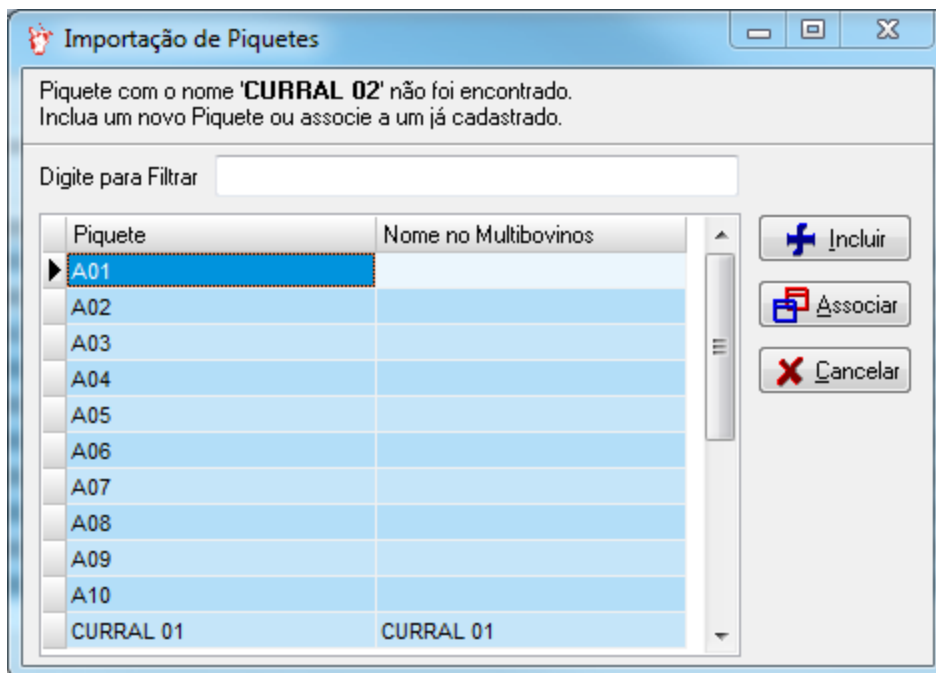 Importação de Piquetes
Piquete com o nome 'CURRAL 02' não foi encontrado.
Inclua um novo Piquete ou associe a um já cadastrado.
Digite para Filtrar
Piquete Nome no Multibovinos
A01
A02
A03
A04
A05
A06
A07
A08
A09
A10
CURRAL 01 CURRAL 01
Incluir
Associar
Cancelar